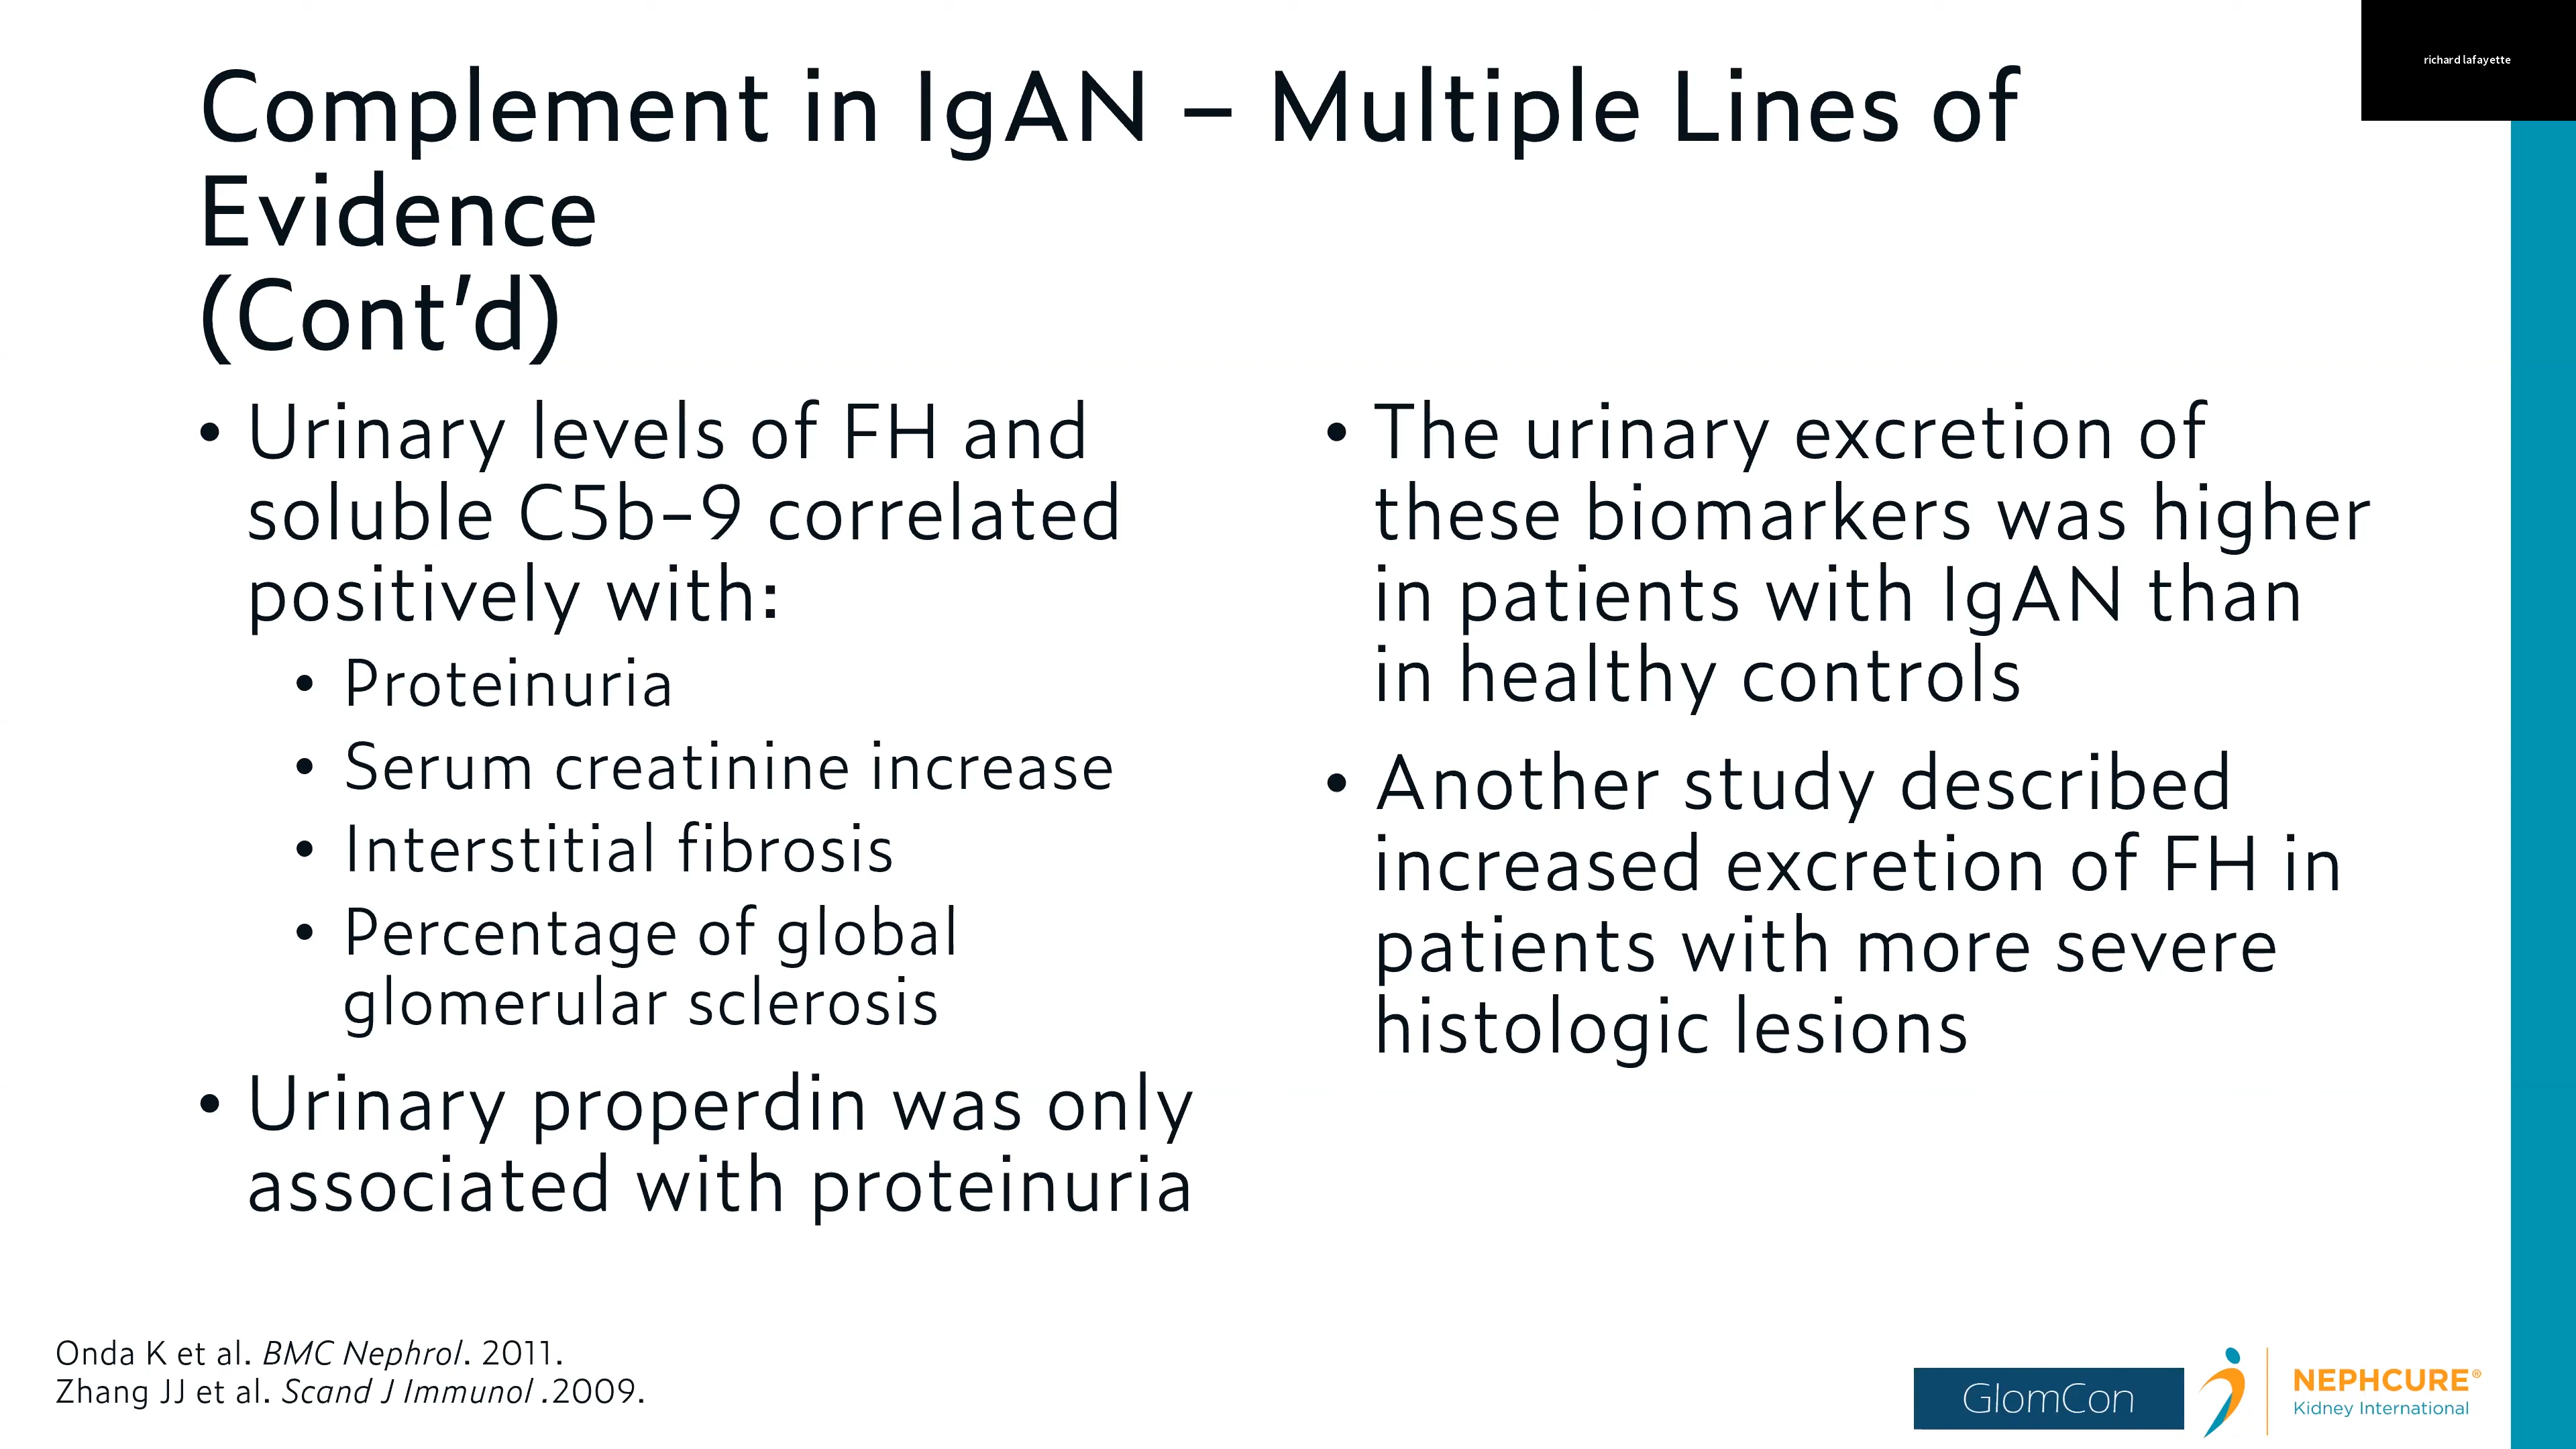 richard lafayette
Complement in IgAN – Multiple Lines of
Evidence
(Cont'd)
• Urinary levels of FH and
soluble C5b-9 correlated
positively with:
• Proteinuria
• Serum creatinine increase
• Interstitial fibrosis
• Percentage of global
glomerular sclerosis
• Urinary properdin was only
associated with proteinuria
• The urinary excretion of
these biomarkers was higher
in patients with IgAN than
in healthy controls
• Another study described
increased excretion of FH in
patients with more severe
histologic lesions
Onda K et al. BMC Nephrol. 2011.
Zhang JJ et al. Scand J Immunol .2009.
GlomCon
NEPHCURE®
Kidney International